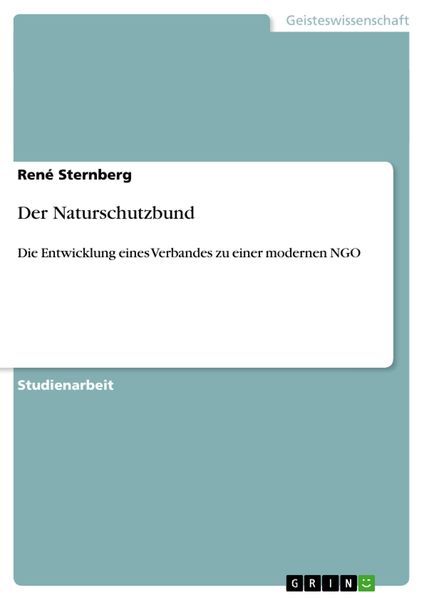 Geisteswissenschaft
René Sternberg
Der Naturschutzbund
Die Entwicklung eines Verbandes zu einer modernen NGO
Studienarbeit
GRIN